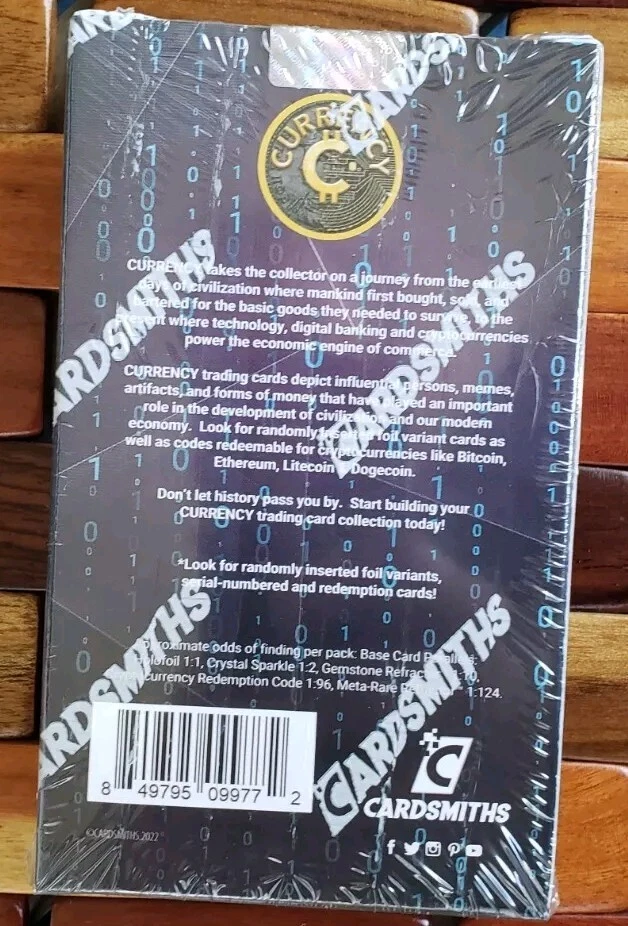 CARDSMITHS
CURRENCY
CURRENCY takes the collector on a journey from the earliest
days of civilization where mankind first bought, sold, and
bartered for the basic goods they needed to survive, to the
present where technology, digital banking and cryptocurrencies
power the economic engine of commerce.
CURRENCY trading cards depict influential persons, memes,
artifacts, and forms of money that have played an important
role in the development of civilization and our modern
economy. Look for randomly inserted foil variant cards as
well as codes redeemable for cryptocurrencies like Bitcoin,
Ethereum, Litecoin Dogecoin.
Don't let history pass you by. Start building your
CURRENCY trading card collection today!
*Look for randomly inserted foil variants,
serial-numbered and redemption cards!
Approximate odds of finding per pack: Base Card Parallels:
Holofoil 1:1, Crystal Sparkle 1:2, Gemstone Refractor
Cryptocurrency Redemption Code 1:96, Meta-Rare 1:124.
8 49795 09977 2
CARDSMITHS
©CARDSMITHS 2022
CARDSMITHS
CARDSMITHS
CARDSMITHS
CARDSMITHS